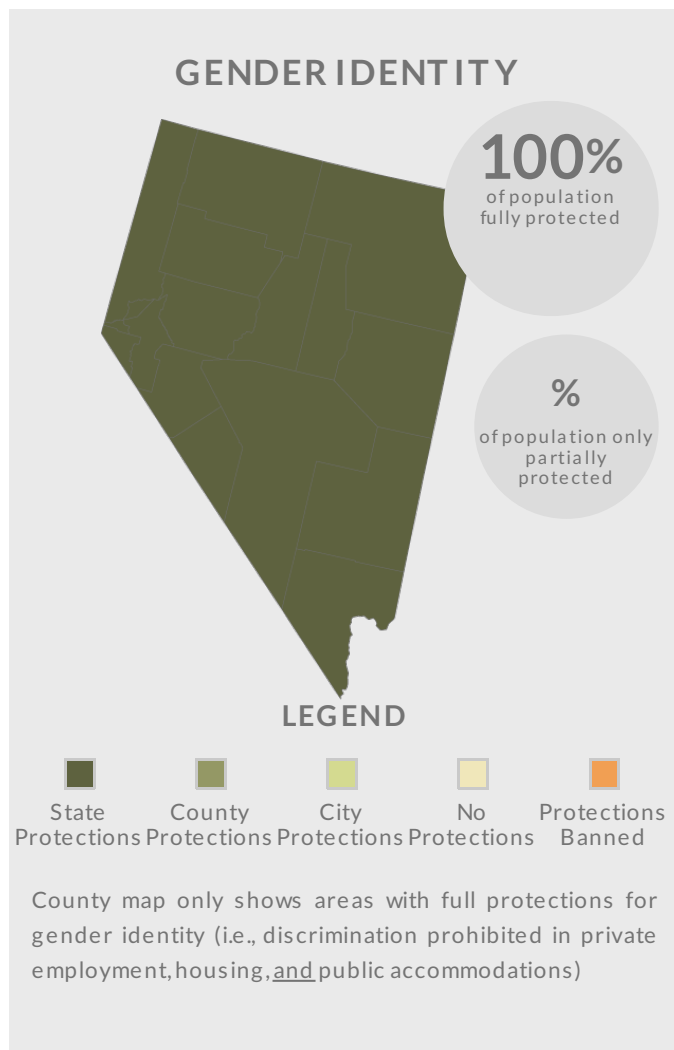 GENDER IDENTITY
100%
of population
fully protected
%
of population only
partially
protected
LEGEND
State
Protections
County
Protections
City
Protections
No
Protections
Protections
Banned
County map only shows areas with full protections for
gender identity (i.e., discrimination prohibited in private
employment, housing, and public accommodations)